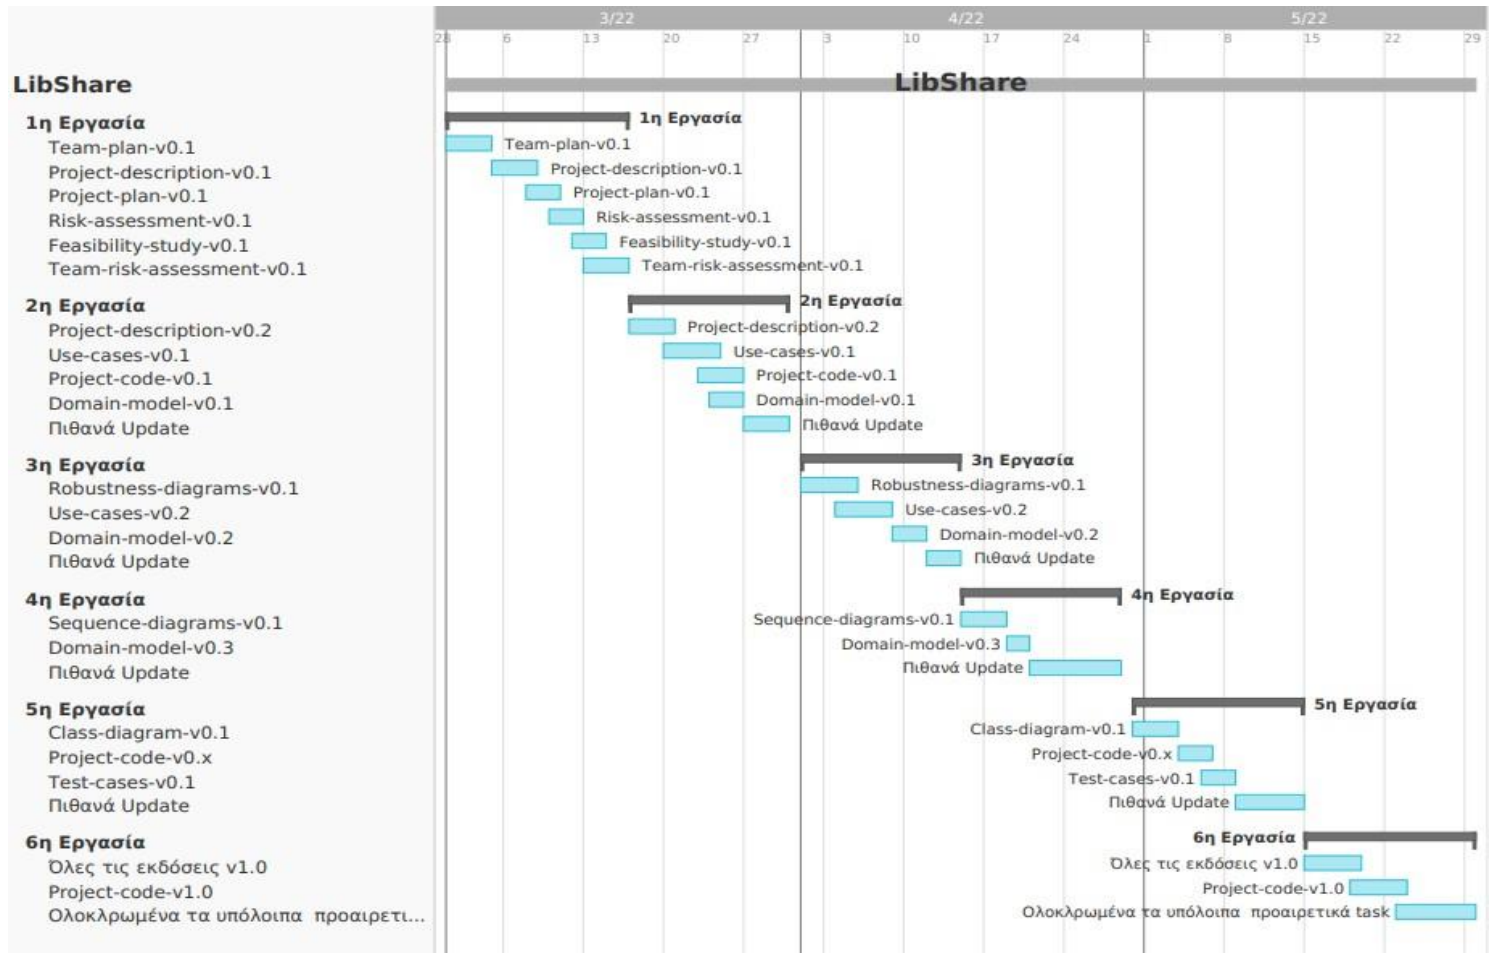 3/22 4/22 5/22
28 6 13 20 27 3 10 17 24 1 8 15 22 29
LibShare LibShare
1η Εργασία 1η Εργασία
Team-plan-v0.1 Team-plan-v0.1
Project-description-v0.1 Project-description-v0.1
Project-plan-v0.1 Project-plan-v0.1
Risk-assessment-v0.1 Risk-assessment-v0.1
Feasibility-study-v0.1 Feasibility-study-v0.1
Team-risk-assessment-v0.1 Team-risk-assessment-v0.1
2η Εργασία 2η Εργασία
Project-description-v0.2 Project-description-v0.2
Use-cases-v0.1 Use-cases-v0.1
Project-code-v0.1 Project-code-v0.1
Domain-model-v0.1 Domain-model-v0.1
Πιθανά Update Πιθανά Update
3η Εργασία 3η Εργασία
Robustness-diagrams-v0.1 Robustness-diagrams-v0.1
Use-cases-v0.2 Use-cases-v0.2
Domain-model-v0.2 Domain-model-v0.2
Πιθανά Update Πιθανά Update
4η Εργασία 4η Εργασία
Sequence-diagrams-v0.1 Sequence-diagrams-v0.1
Domain-model-v0.3 Domain-model-v0.3
Πιθανά Update Πιθανά Update
5η Εργασία 5η Εργασία
Class-diagram-v0.1 Class-diagram-v0.1
Project-code-v0.x Project-code-v0.x
Test-cases-v0.1 Test-cases-v0.1
Πιθανά Update Πιθανά Update
6η Εργασία 6η Εργασία
Όλες τις εκδόσεις v1.0 Όλες τις εκδόσεις v1.0
Project-code-v1.0 Project-code-v1.0
Ολοκλρωμένα τα υπόλοιπα προαιρετι... Ολοκλρωμένα τα υπόλοιπα προαιρετικά task